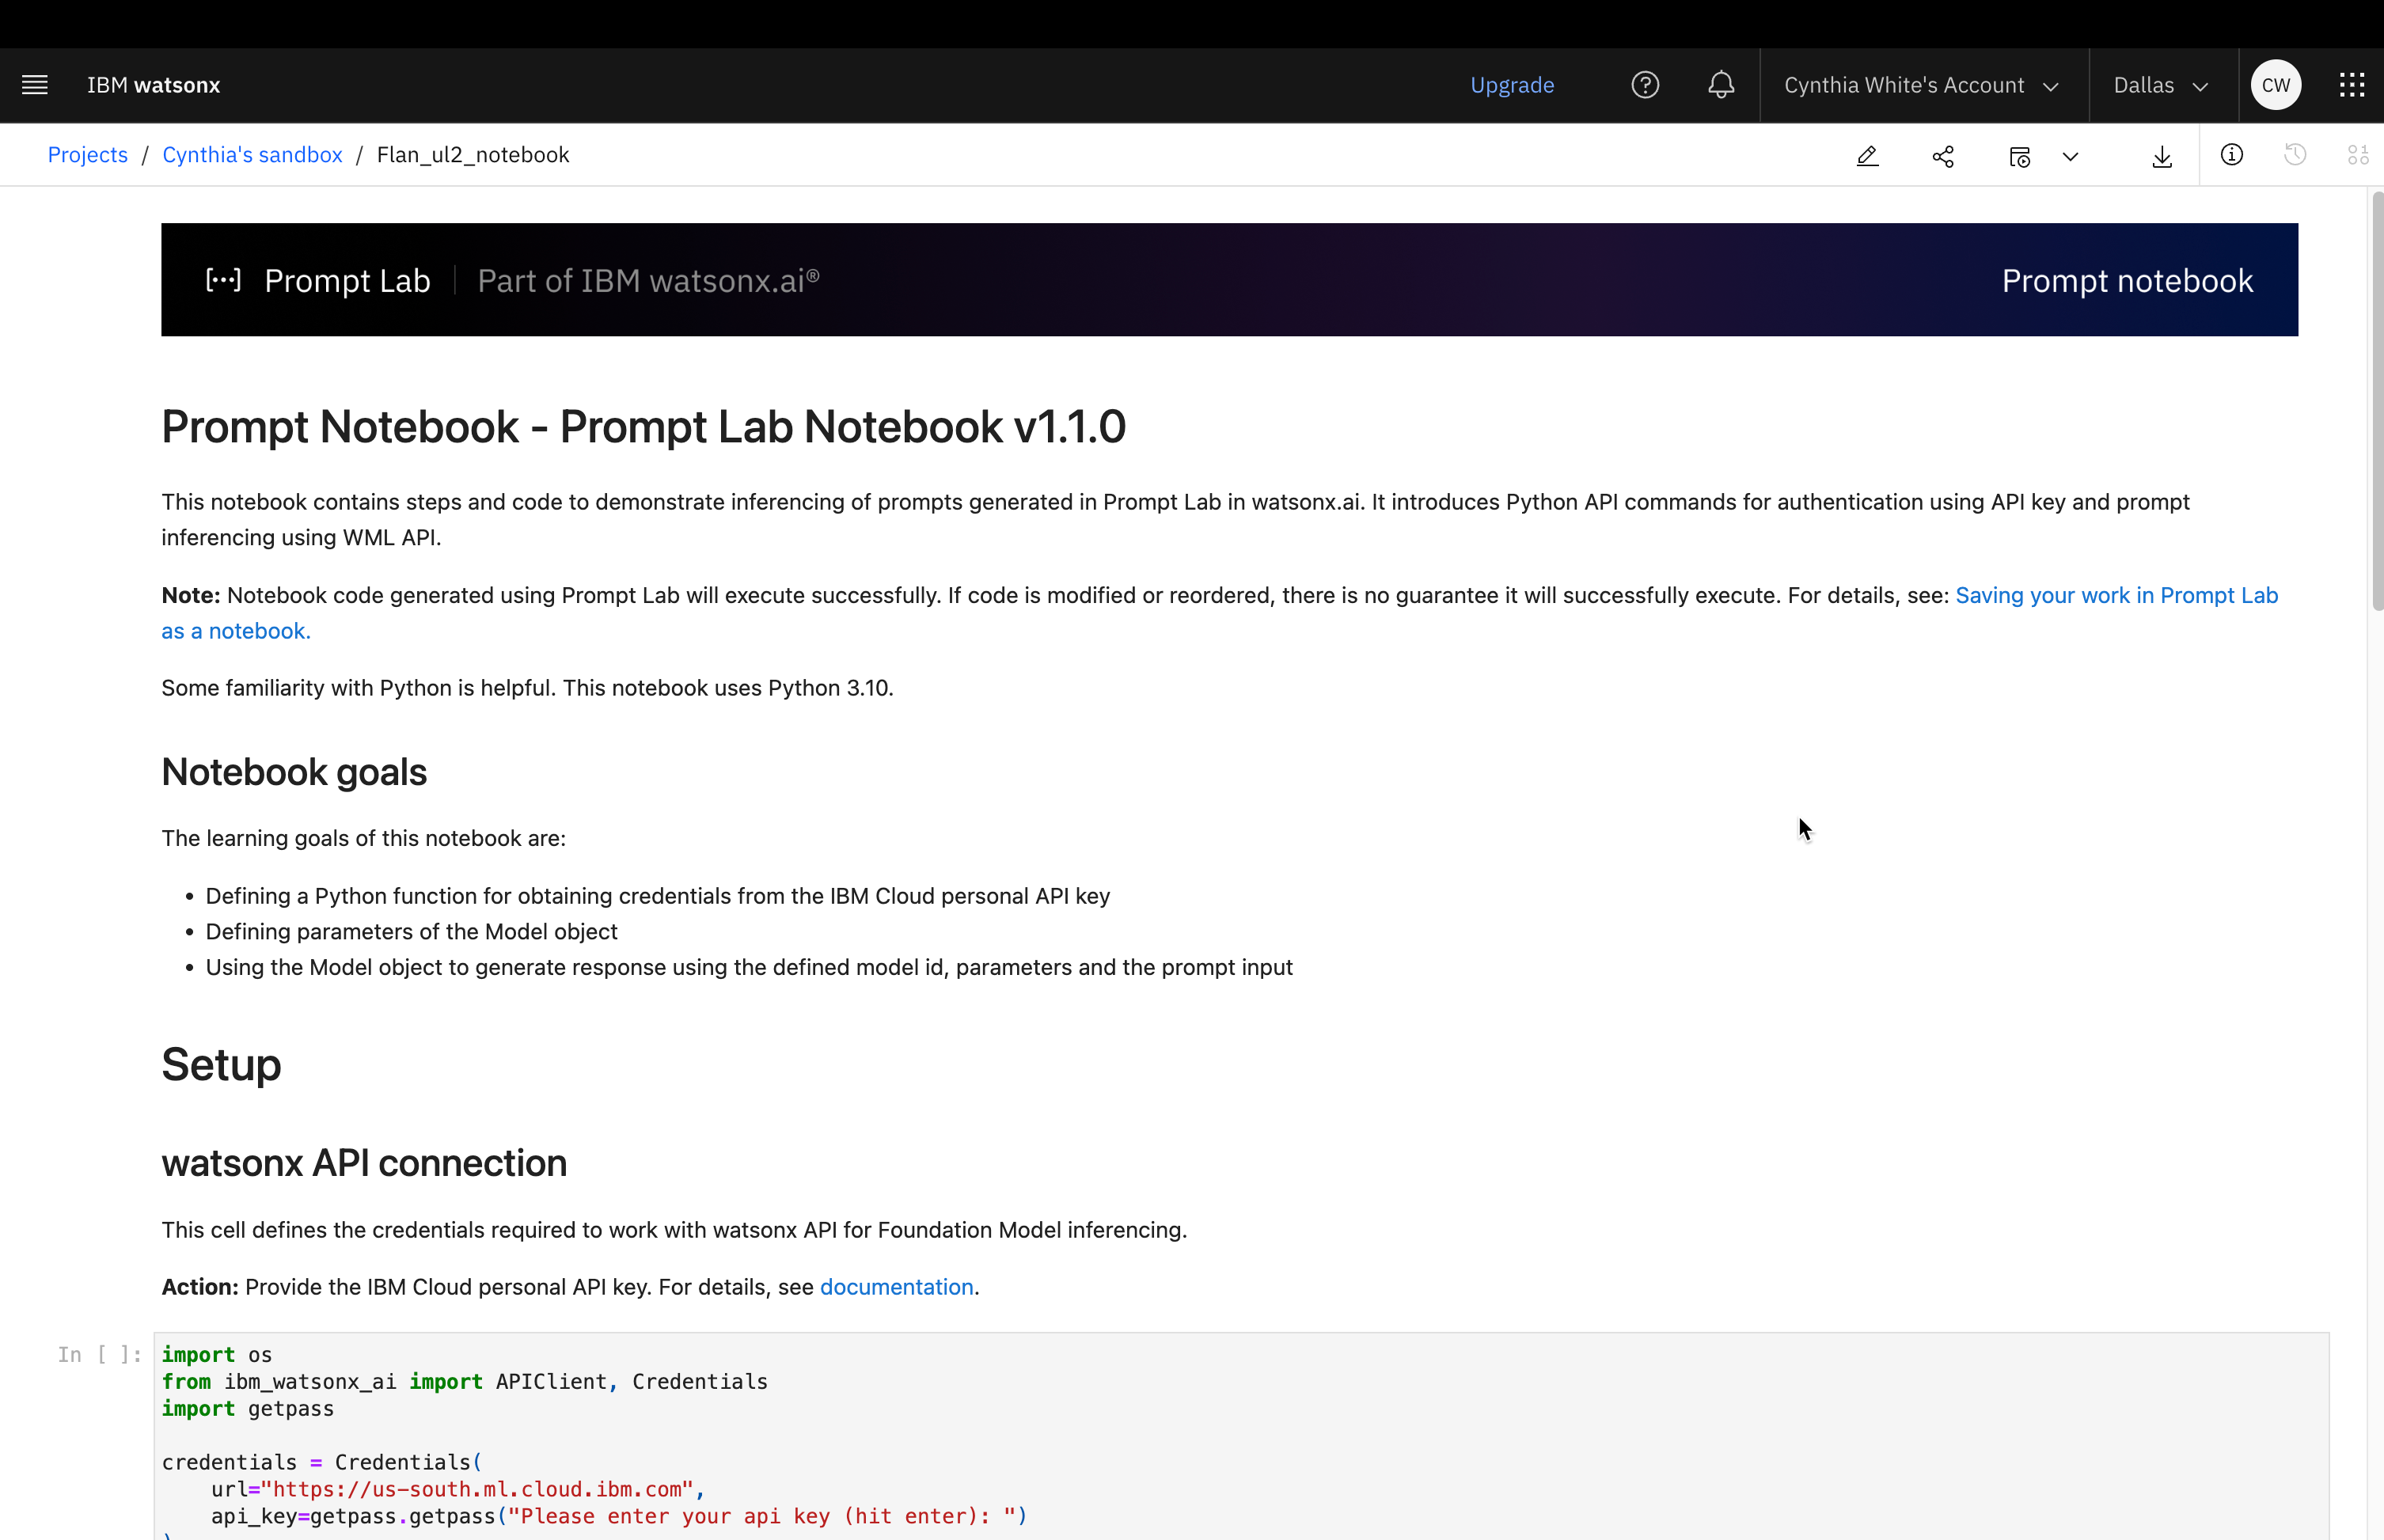 IBM watsonx
Upgrade
Cynthia White's Account
Dallas
CW
Projects / Cynthia's sandbox / Flan_ul2_notebook
[···] Prompt Lab | Part of IBM watsonx.ai®
Prompt notebook
Prompt Notebook - Prompt Lab Notebook v1.1.0
This notebook contains steps and code to demonstrate inferencing of prompts generated in Prompt Lab in watsonx.ai. It introduces Python API commands for authentication using API key and prompt
inferencing using WML API.
Note: Notebook code generated using Prompt Lab will execute successfully. If code is modified or reordered, there is no guarantee it will successfully execute. For details, see: Saving your work in Prompt Lab
as a notebook.
Some familiarity with Python is helpful. This notebook uses Python 3.10.
Notebook goals
The learning goals of this notebook are:
• Defining a Python function for obtaining credentials from the IBM Cloud personal API key
• Defining parameters of the Model object
• Using the Model object to generate response using the defined model id, parameters and the prompt input
Setup
watsonx API connection
This cell defines the credentials required to work with watsonx API for Foundation Model inferencing.
Action: Provide the IBM Cloud personal API key. For details, see documentation.
In [ ]:
import os
from ibm_watsonx_ai import APIClient, Credentials
import getpass
credentials = Credentials(
    url="https://us-south.ml.cloud.ibm.com",
    api_key=getpass.getpass("Please enter your api key (hit enter): ")